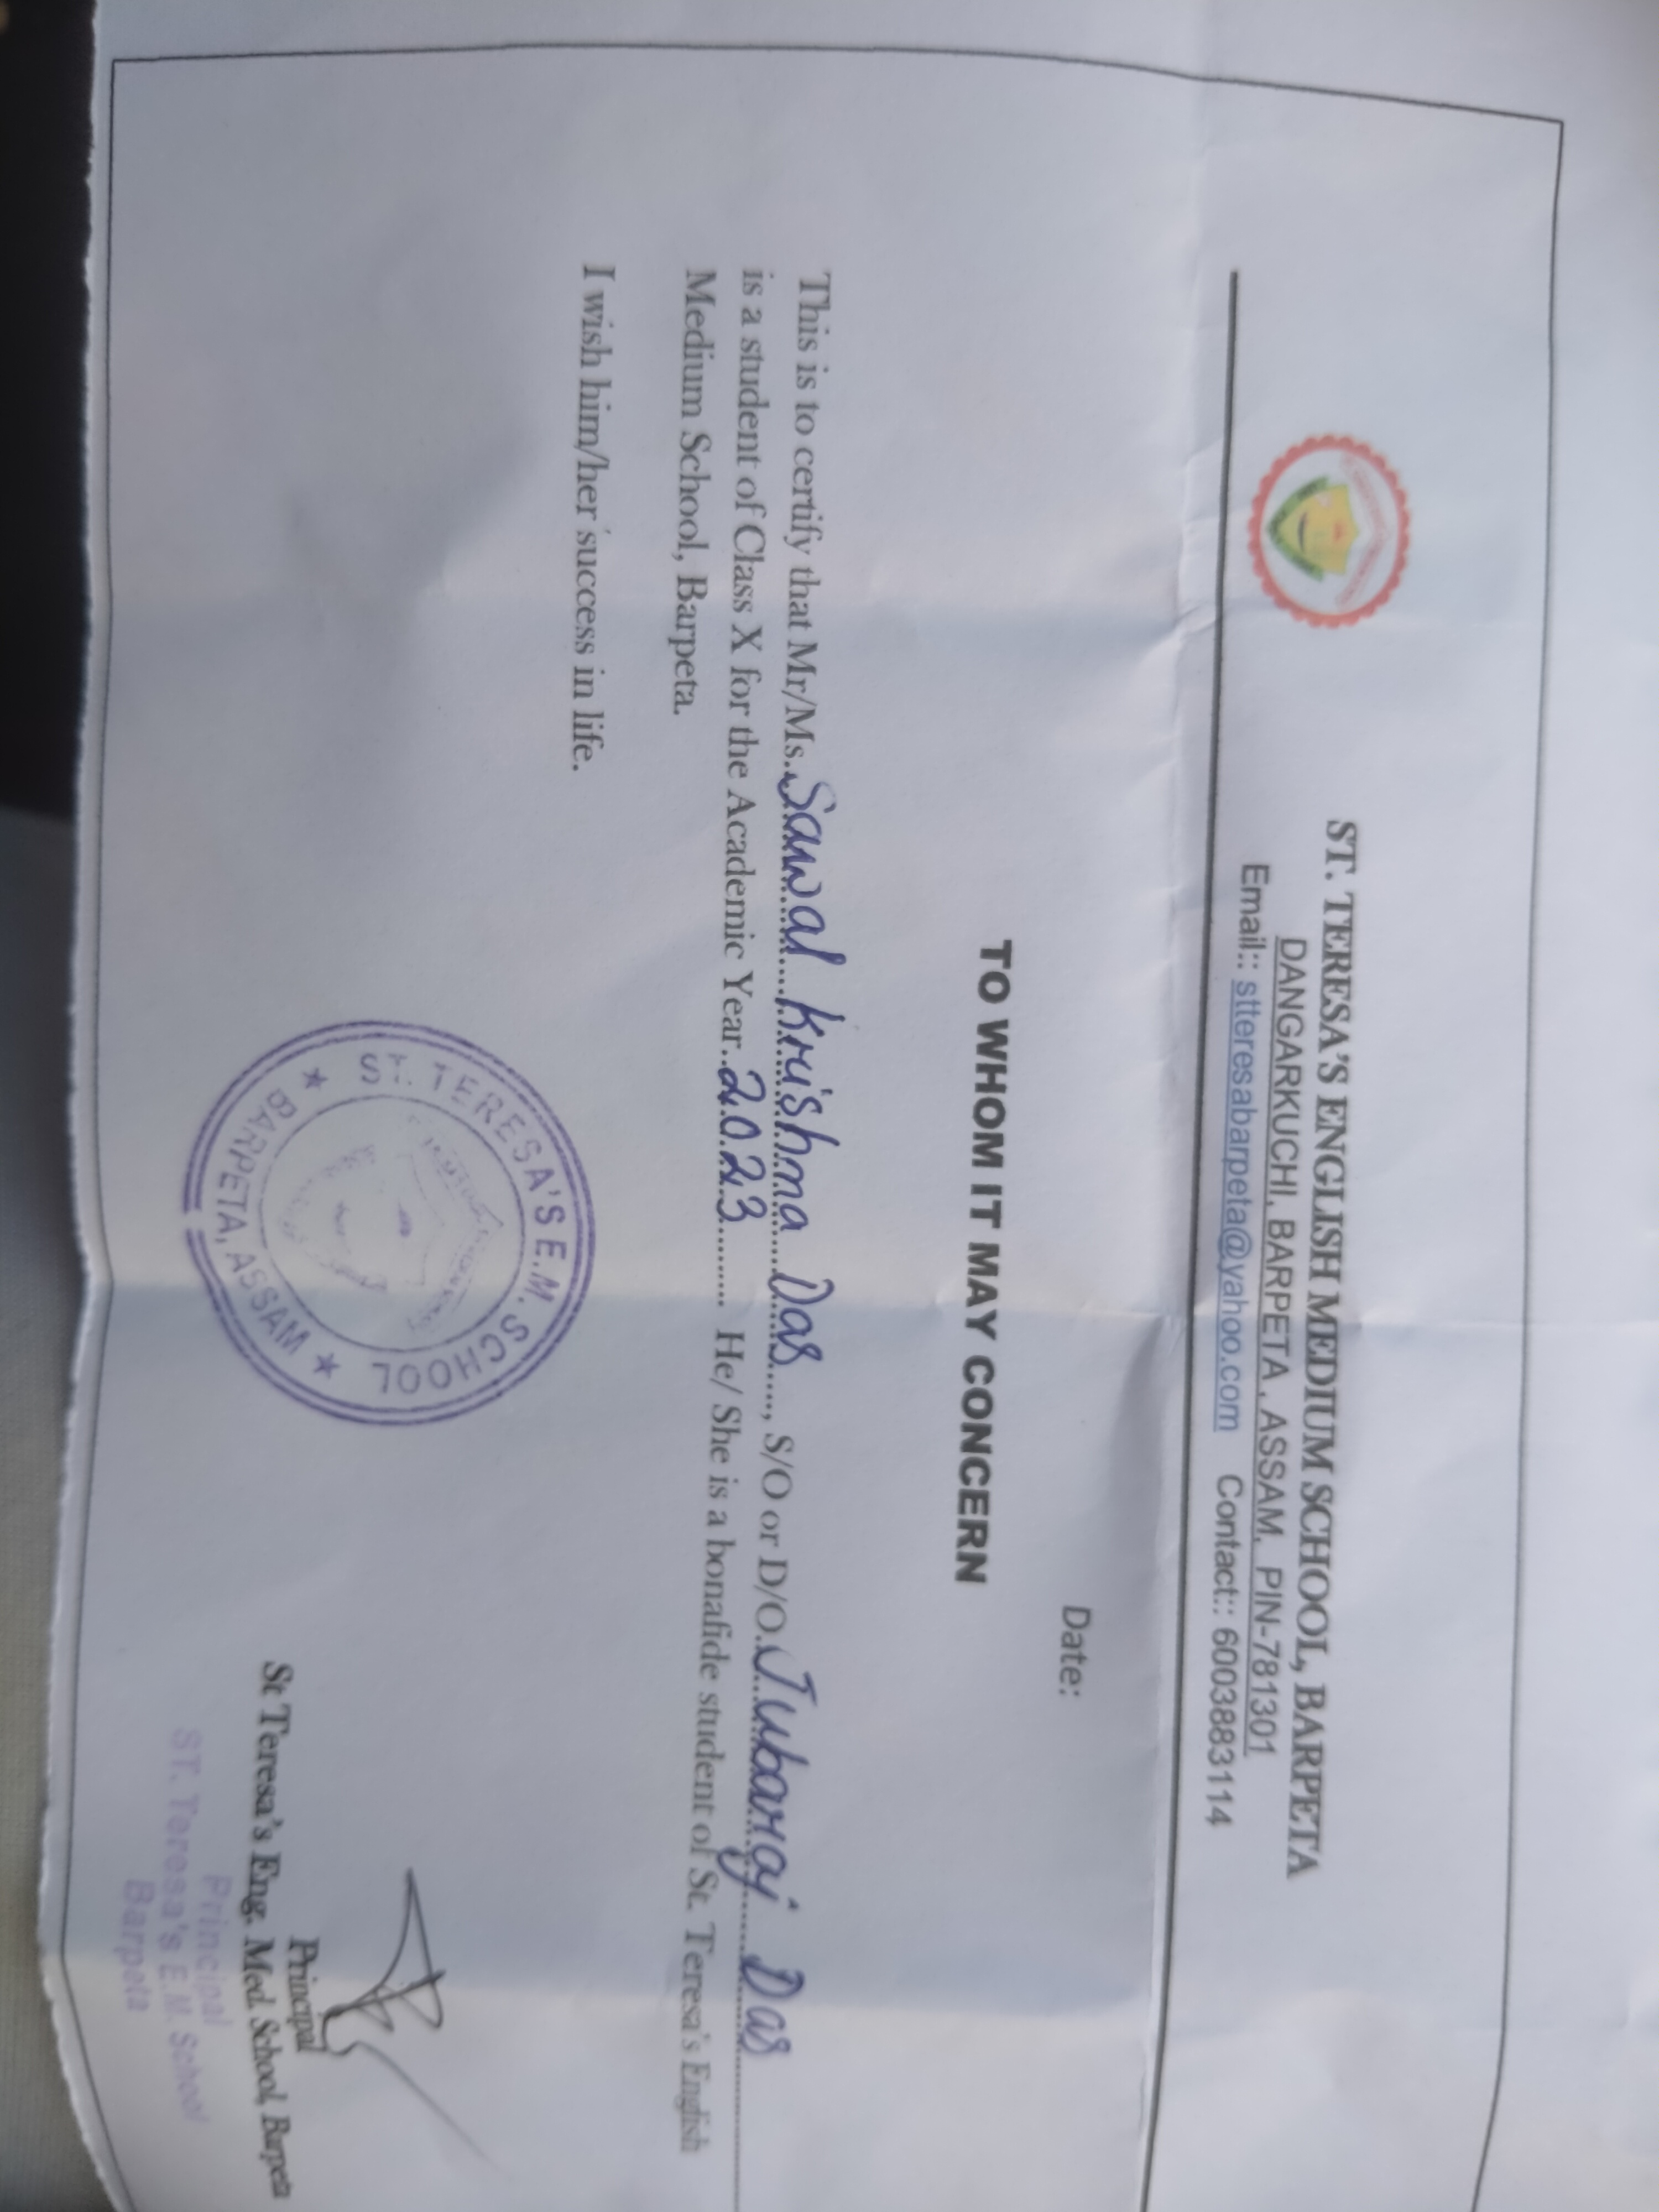 ST. TERESA'S ENGLISH MEDIUM SCHOOL, BARPETA
DANGARKUCHI, BARPETA , ASSAM, PIN-781301
Email:: stteresabarpeta@yahoo.com Contact:: 6003883114
Date:
TO WHOM IT MAY CONCERN
This is to certify that Mr/Ms. Sawal Krishna Das, S/O or D/O. Jubaraj Das
is a student of Class X for the Academic Year 2023 He/ She is a bonafide student of St. Teresa's English
Medium School, Barpeta.
I wish him/her success in life.
ST. TERESA'S E.M. SCHOOL
★ BARPETA, ASSAM ★
Principal
St Teresa's Eng. Med. School, Barpeta
Principal
ST. Teresa's E.M. School
Barpeta